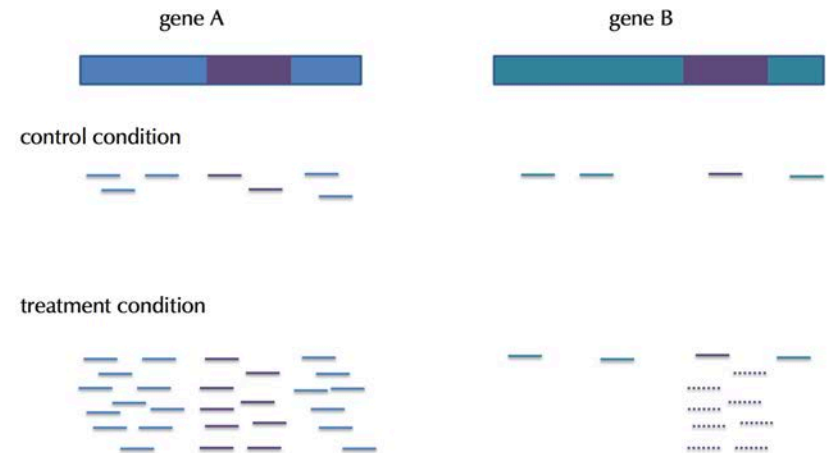 gene A
gene B
control condition
treatment condition